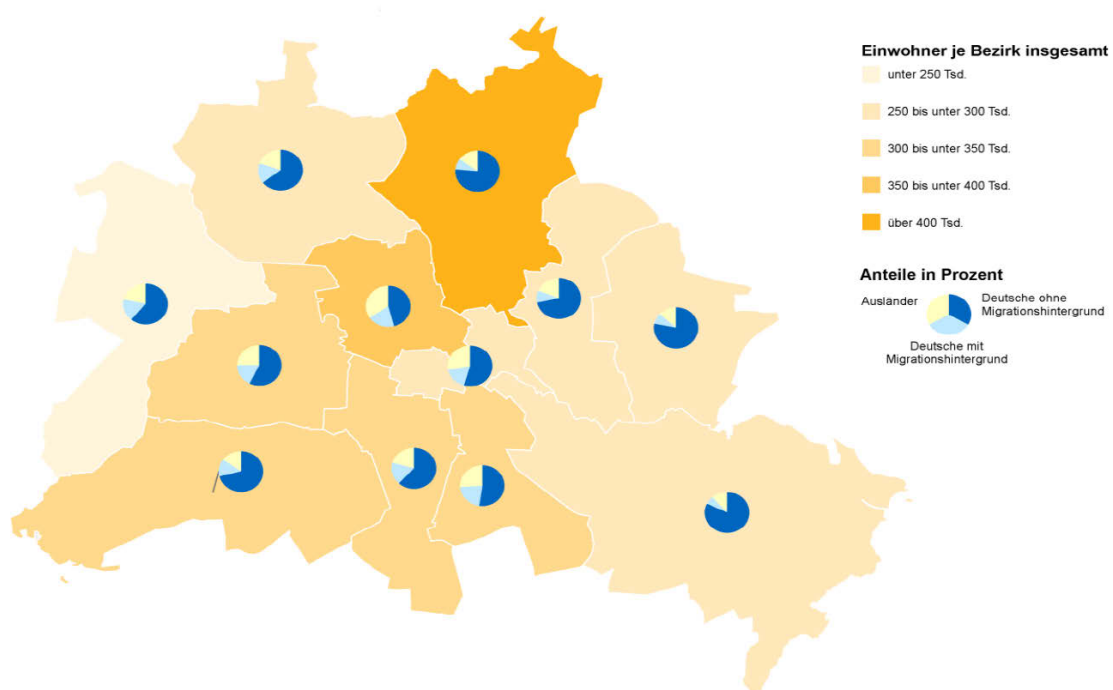 Einwohner je Bezirk insgesamt
unter 250 Tsd.
250 bis unter 300 Tsd.
300 bis unter 350 Tsd.
350 bis unter 400 Tsd.
über 400 Tsd.
Anteile in Prozent
Ausländer
Deutsche ohne
Migrationshintergrund
Deutsche mit
Migrationshintergrund